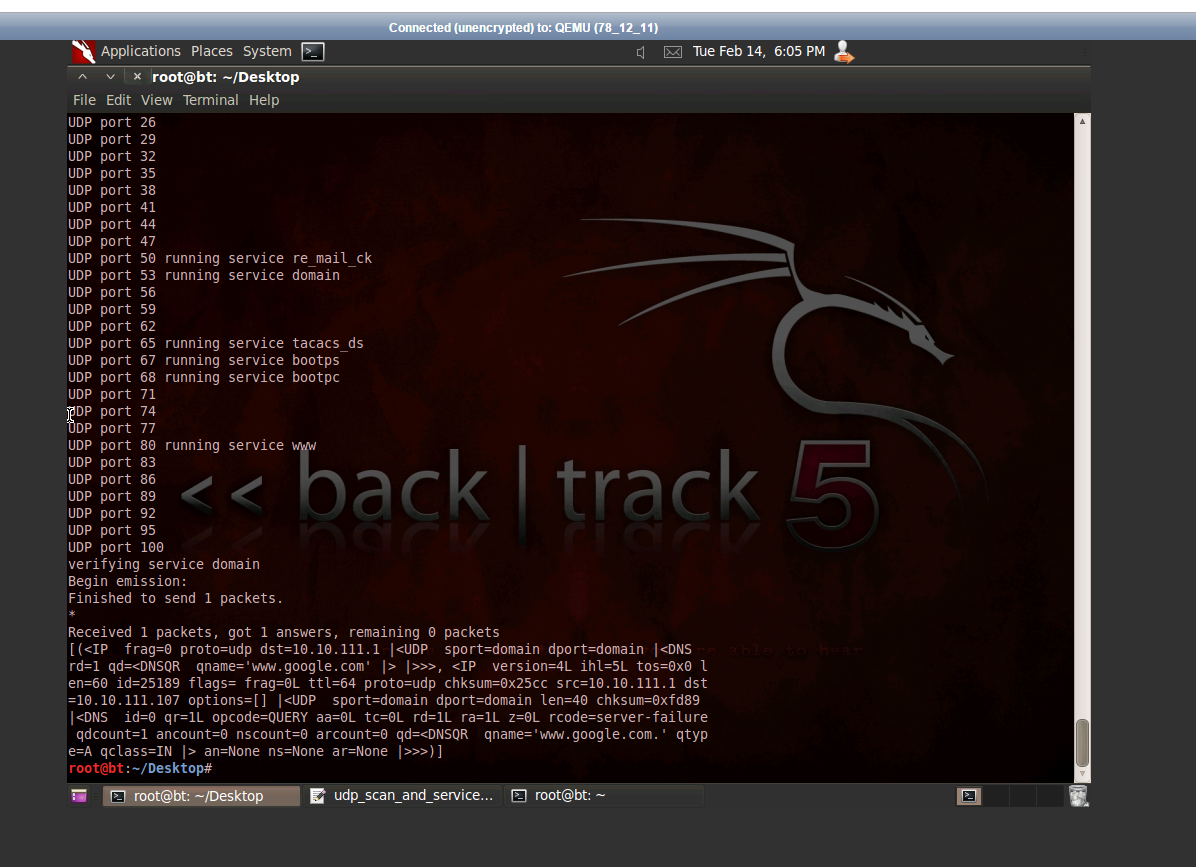 Connected (unencrypted) to: QEMU (78_12_11)
Applications Places System Tue Feb 14, 6:05 PM
root@bt: ~/Desktop
File Edit View Terminal Help
UDP port 26
UDP port 29
UDP port 32
UDP port 35
UDP port 38
UDP port 41
UDP port 44
UDP port 47
UDP port 50 running service re_mail_ck
UDP port 53 running service domain
UDP port 56
UDP port 59
UDP port 62
UDP port 65 running service tacacs_ds
UDP port 67 running service bootps
UDP port 68 running service bootpc
UDP port 71
UDP port 74
UDP port 77
UDP port 80 running service www
UDP port 83
UDP port 86
UDP port 89
UDP port 92
UDP port 95
UDP port 100
<< back | track 5
verifying service domain
Begin emission:
Finished to send 1 packets.
*
Received 1 packets, got 1 answers, remaining 0 packets
[(<IP  frag=0 proto=udp dst=10.10.111.1 |<UDP  sport=domain dport=domain |<DNS
rd=1 qd=<DNSQR  qname='www.google.com' |> |>>>, <IP  version=4L ihl=5L tos=0x0 l
en=60 id=25189 flags= frag=0L ttl=64 proto=udp chksum=0x25cc src=10.10.111.1 dst
=10.10.111.107 options=[] |<UDP  sport=domain dport=domain len=40 chksum=0xfd89
|<DNS  id=0 qr=1L opcode=QUERY aa=0L tc=0L rd=1L ra=1L z=0L rcode=server-failure
 qdcount=1 ancount=0 nscount=0 arcount=0 qd=<DNSQR  qname='www.google.com.' qtyp
e=A qclass=IN |> an=None ns=None ar=None |>>>)]
able to hear
root@bt:~/Desktop#
root@bt: ~/Desktop udp_scan_and_service... root@bt: ~